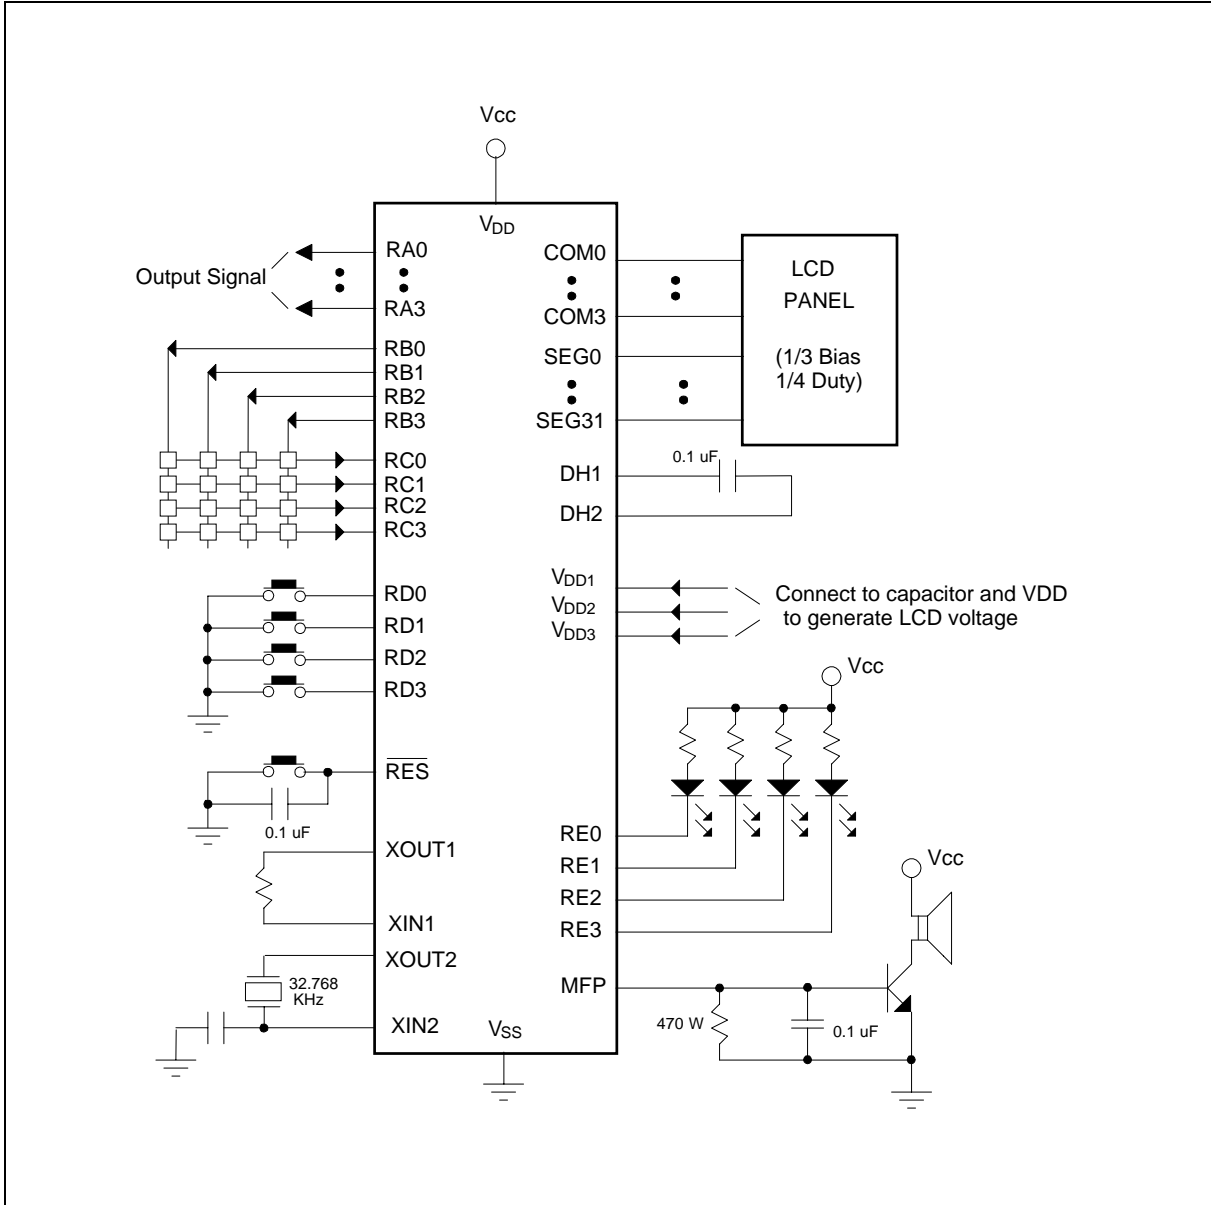 Vcc
VDD
Output Signal
RA0
RA3
RB0
RB1
RB2
RB3
RC0
RC1
RC2
RC3
RD0
RD1
RD2
RD3
RES
0.1 uF
XOUT1
XIN1
XOUT2
32.768
KHz
XIN2
VSS
COM0
COM3
SEG0
SEG31
LCD
PANEL
(1/3 Bias
1/4 Duty)
DH1
0.1 uF
DH2
VDD1
VDD2
VDD3
Connect to capacitor and VDD
to generate LCD voltage
Vcc
RE0
RE1
RE2
RE3
Vcc
MFP
470 W
0.1 uF